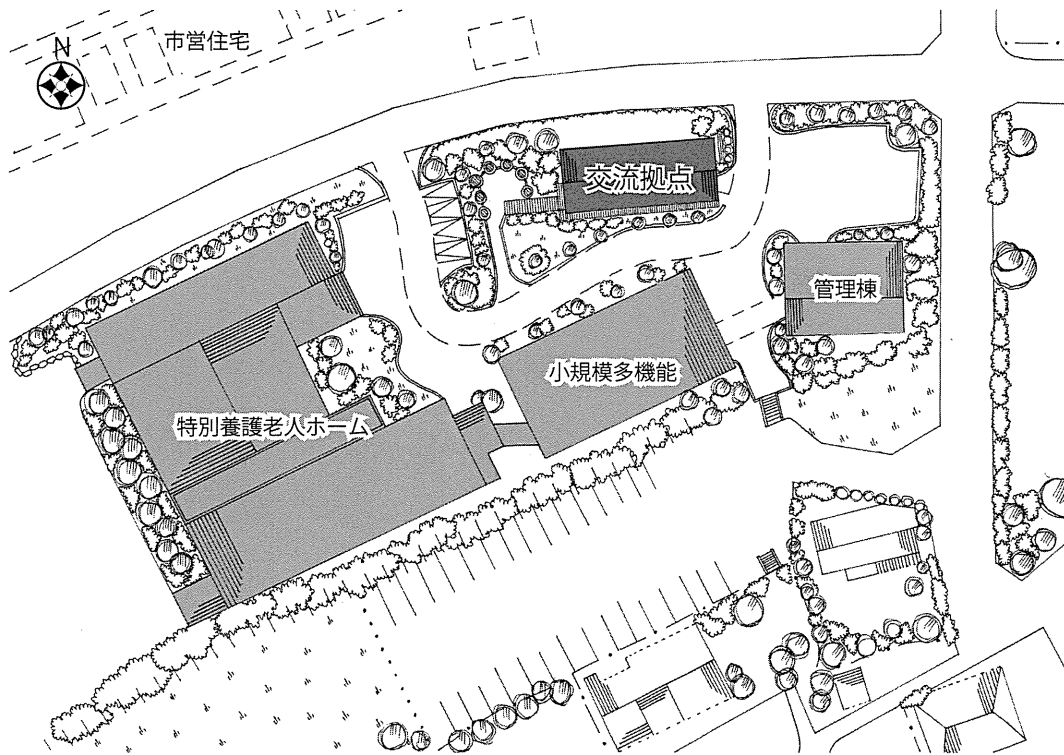 市営住宅
N
交流拠点
管理棟
小規模多機能
特別養護老人ホーム